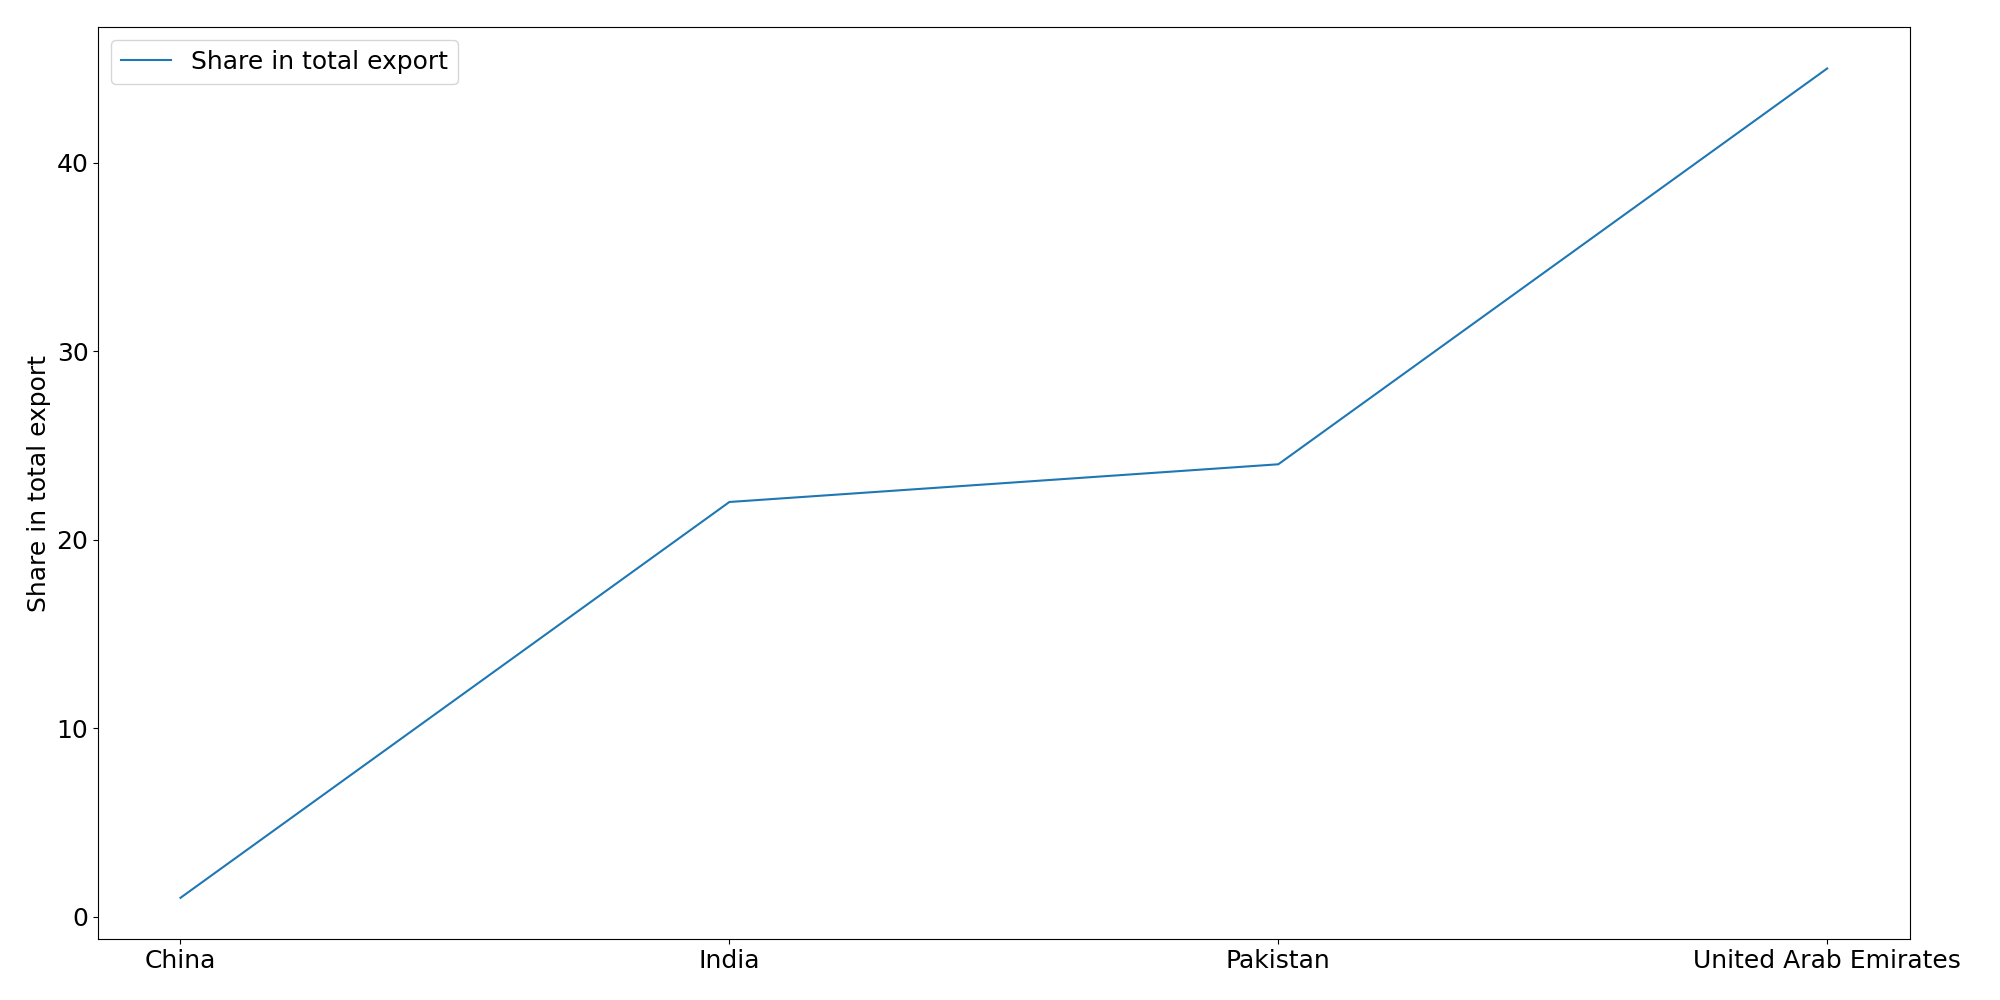 Share in total export
Share in total export
40
30
20
10
0
China
India
Pakistan
United Arab Emirates